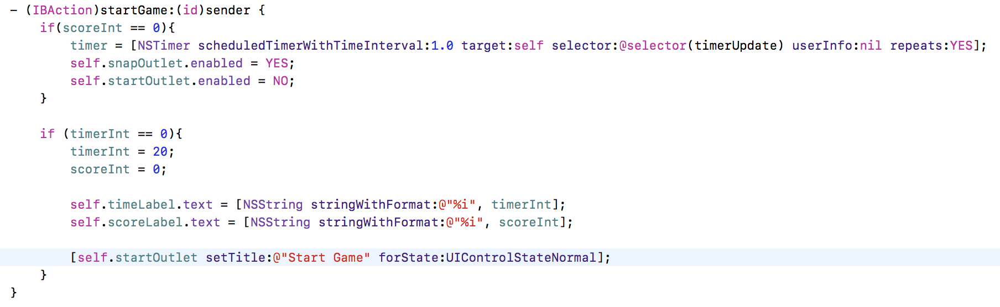 - (IBAction)startGame:(id)sender {
    if(scoreInt == 0){
        timer = [NSTimer scheduledTimerWithTimeInterval:1.0 target:self selector:@selector(timerUpdate) userInfo:nil repeats:YES];
        self.snapOutlet.enabled = YES;
        self.startOutlet.enabled = NO;
    }
    if (timerInt == 0){
        timerInt = 20;
        scoreInt = 0;
        self.timeLabel.text = [NSString stringWithFormat:@"%i", timerInt];
        self.scoreLabel.text = [NSString stringWithFormat:@"%i", scoreInt];
        [self.startOutlet setTitle:@"Start Game" forState:UIControlStateNormal];
    }
}